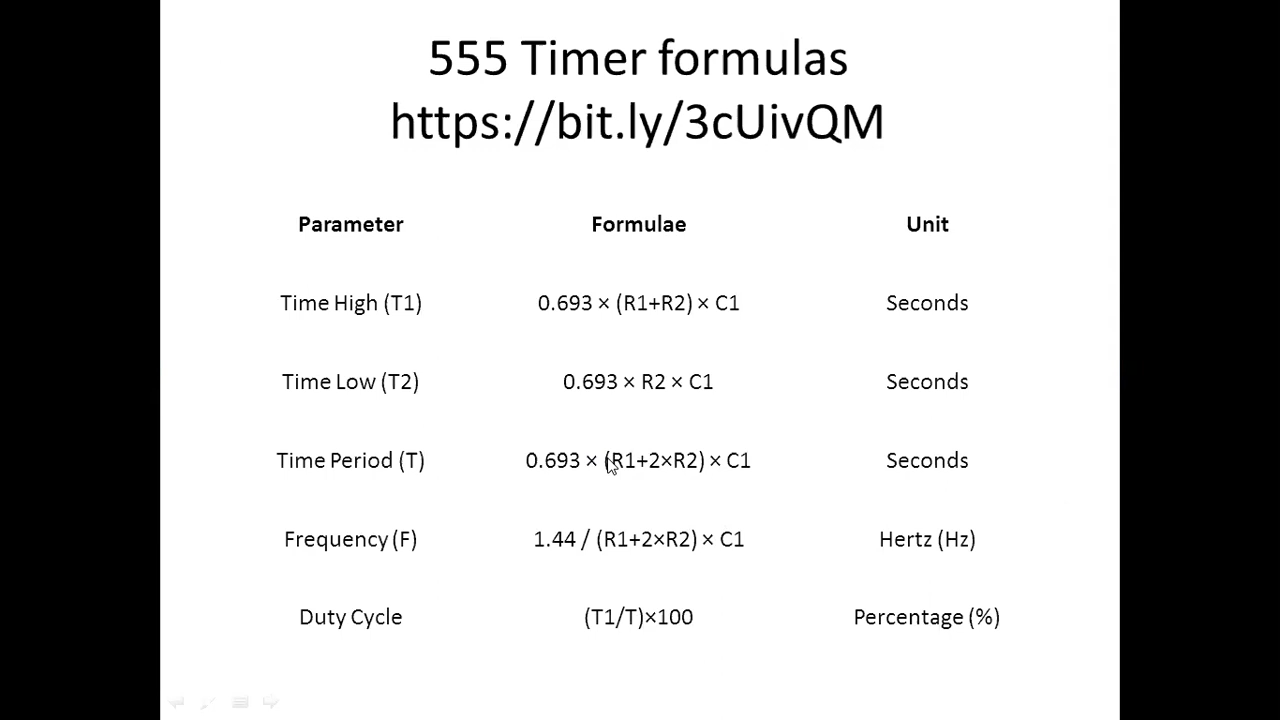 555 Timer formulas
https://bit.ly/3cUivQM
Parameter Formulae Unit
Time High (T1) 0.693 × (R1+R2) × C1 Seconds
Time Low (T2) 0.693 × R2 × C1 Seconds
Time Period (T) 0.693 × (R1+2×R2) × C1 Seconds
Frequency (F) 1.44 / (R1+2×R2) × C1 Hertz (Hz)
Duty Cycle (T1/T)×100 Percentage (%)